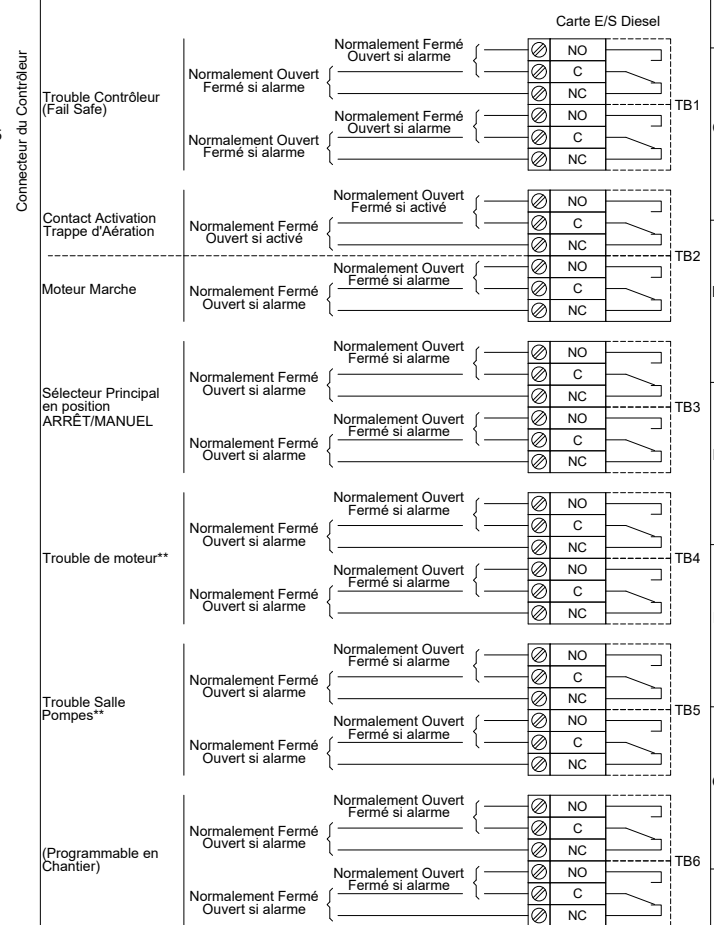 Carte E/S Diesel
Connecteur du Contrôleur
Trouble Contrôleur
(Fail Safe)
Normalement Fermé
Ouvert si alarme
Normalement Ouvert
Fermé si alarme
NO
C
NC
TB1
Normalement Fermé
Ouvert si alarme
Normalement Ouvert
Fermé si alarme
NO
C
NC
Contact Activation
Trappe d'Aération
Normalement Ouvert
Fermé si activé
Normalement Fermé
Ouvert si activé
NO
C
NC
TB2
Moteur Marche
Normalement Ouvert
Fermé si alarme
Normalement Fermé
Ouvert si alarme
NO
C
NC
Sélecteur Principal
en position
ARRÊT/MANUEL
Normalement Ouvert
Fermé si alarme
Normalement Fermé
Ouvert si alarme
NO
C
NC
TB3
Normalement Ouvert
Fermé si alarme
Normalement Fermé
Ouvert si alarme
NO
C
NC
Trouble de moteur**
Normalement Ouvert
Fermé si alarme
Normalement Fermé
Ouvert si alarme
NO
C
NC
TB4
Normalement Ouvert
Fermé si alarme
Normalement Fermé
Ouvert si alarme
NO
C
NC
Trouble Salle
Pompes**
Normalement Ouvert
Fermé si alarme
Normalement Fermé
Ouvert si alarme
NO
C
NC
TB5
Normalement Ouvert
Fermé si alarme
Normalement Fermé
Ouvert si alarme
NO
C
NC
(Programmable en
Chantier)
Normalement Ouvert
Fermé si alarme
Normalement Fermé
Ouvert si alarme
NO
C
NC
TB6
Normalement Ouvert
Fermé si alarme
Normalement Fermé
Ouvert si alarme
NO
C
NC